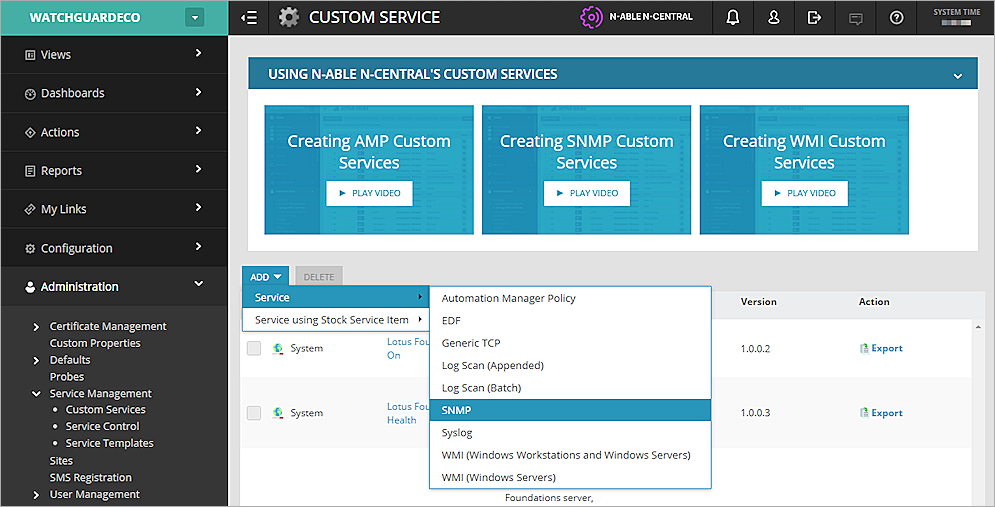 WATCHGUARDECO
CUSTOM SERVICE
N-ABLE N-CENTRAL
SYSTEM TIME
Views
Dashboards
Actions
Reports
My Links
Configuration
Administration
Certificate Management
Custom Properties
Defaults
Probes
Service Management
Custom Services
Service Control
Service Templates
Sites
SMS Registration
User Management
USING N-ABLE N-CENTRAL'S CUSTOM SERVICES
Creating AMP Custom
Services
PLAY VIDEO
Creating SNMP Custom
Services
PLAY VIDEO
Creating WMI Custom
Services
PLAY VIDEO
ADD
DELETE
Service
Service using Stock Service Item
Automation Manager Policy
EDF
Generic TCP
Log Scan (Appended)
Log Scan (Batch)
SNMP
Syslog
WMI (Windows Workstations and Windows Servers)
WMI (Windows Servers)
Version
Action
System
Lotus Fou
On
1.0.0.2
Export
System
Lotus Fou
Health
1.0.0.3
Export
Foundations server,